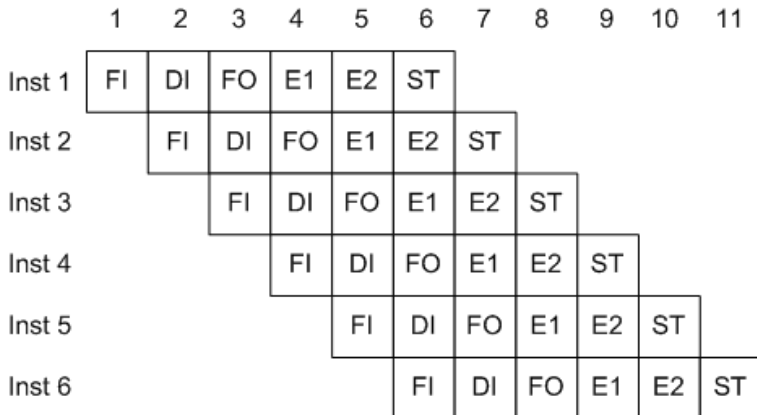 1 2 3 4 5 6 7 8 9 10 11
Inst 1 FI DI FO E1 E2 ST
Inst 2 FI DI FO E1 E2 ST
Inst 3 FI DI FO E1 E2 ST
Inst 4 FI DI FO E1 E2 ST
Inst 5 FI DI FO E1 E2 ST
Inst 6 FI DI FO E1 E2 ST